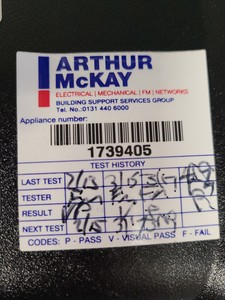 ARTHUR
McKAY
ELECTRICAL | MECHANICAL | FM | NETWORKS
BUILDING SUPPORT SERVICES GROUP
Tel. No.:0131 440 6000
Appliance number:
1739405
TEST HISTORY
LAST TEST
TESTER
RESULT
NEXT TEST
CODES: P - PASS V - VISUAL PASS F - FAIL